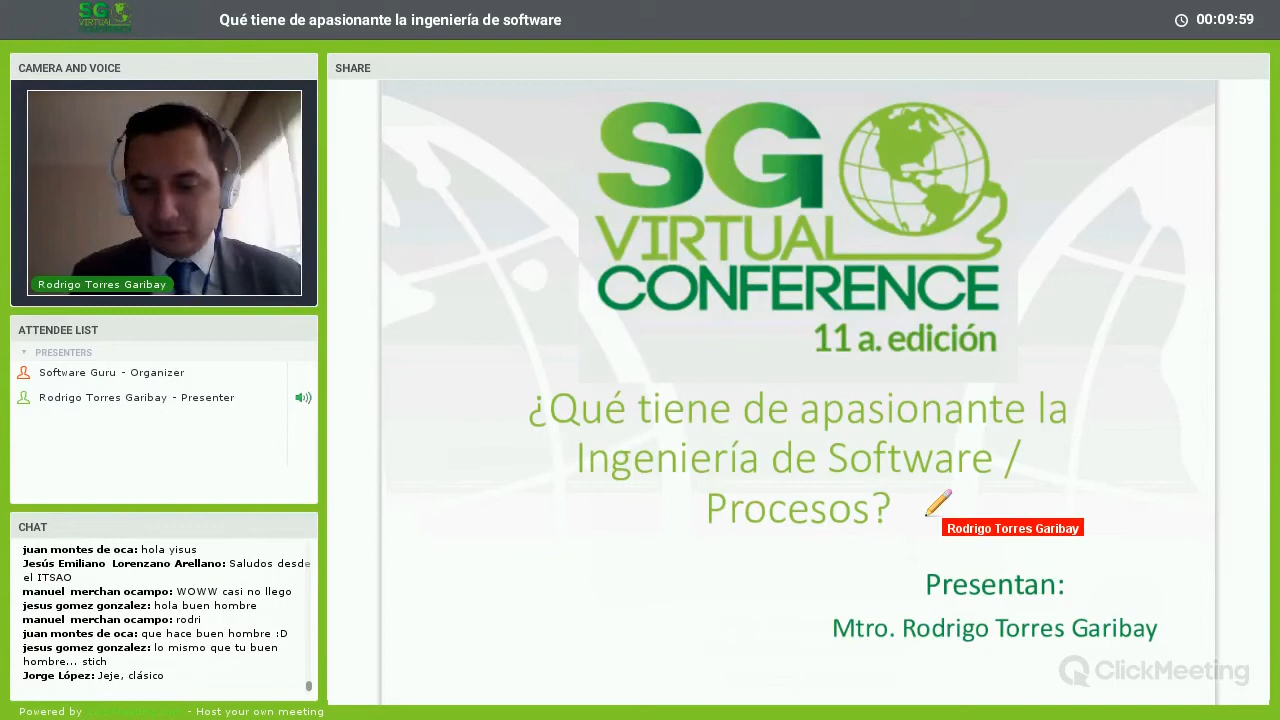 SG
VIRTUAL
CONFERENCE
Qué tiene de apasionante la ingeniería de software
00:09:59
CAMERA AND VOICE
Rodrigo Torres Garibay
ATTENDEE LIST
PRESENTERS
Software Guru - Organizer
Rodrigo Torres Garibay - Presenter
CHAT
juan montes de oca: hola yisus
Jesús Emiliano Lorenzano Arellano: Saludos desde
el ITSAO
manuel merchan ocampo: WOWW casi no llego
jesus gomez gonzalez: hola buen hombre
manuel merchan ocampo: rodri
juan montes de oca: que hace buen hombre :D
jesus gomez gonzalez: lo mismo que tu buen
hombre... stich
Jorge López: Jeje, clásico
Powered by - Host your own meeting
SHARE
SG
VIRTUAL
CONFERENCE
11 a. edición
¿Qué tiene de apasionante la
Ingeniería de Software /
Procesos?
Rodrigo Torres Garibay
Presentan:
Mtro. Rodrigo Torres Garibay
ClickMeeting